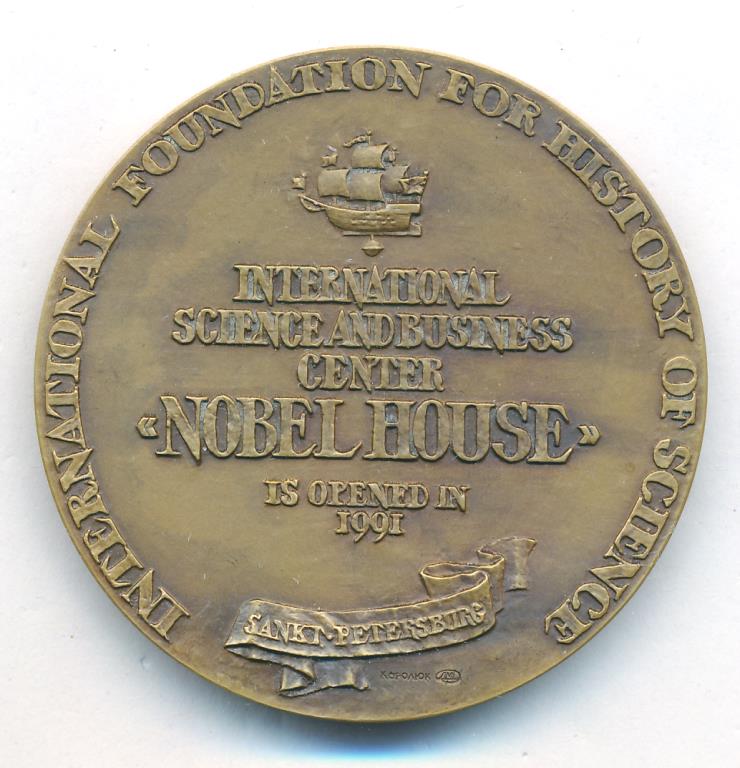 INTERNATIONAL FOUNDATION FOR HISTORY OF SCIENCE
INTERNATIONAL
SCIENCE AND BUSINESS
CENTER
«NOBEL HOUSE»
IS OPENED IN
1991
SANKT·PETERSBURG
КОРОЛЮК